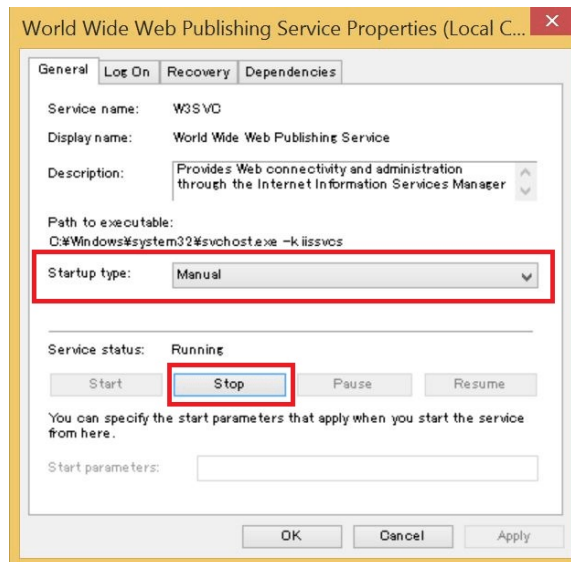 World Wide Web Publishing Service Properties (Local C...
General Log On Recovery Dependencies
Service name: W3SVC
Display name: World Wide Web Publishing Service
Description: Provides Web connectivity and administration
through the Internet Information Services Manager
Path to executable:
C:¥Windows¥system32¥svchost.exe -k iissvcs
Startup type: Manual
Service status: Running
Start Stop Pause Resume
You can specify the start parameters that apply when you start the service
from here.
Start parameters:
OK Cancel Apply